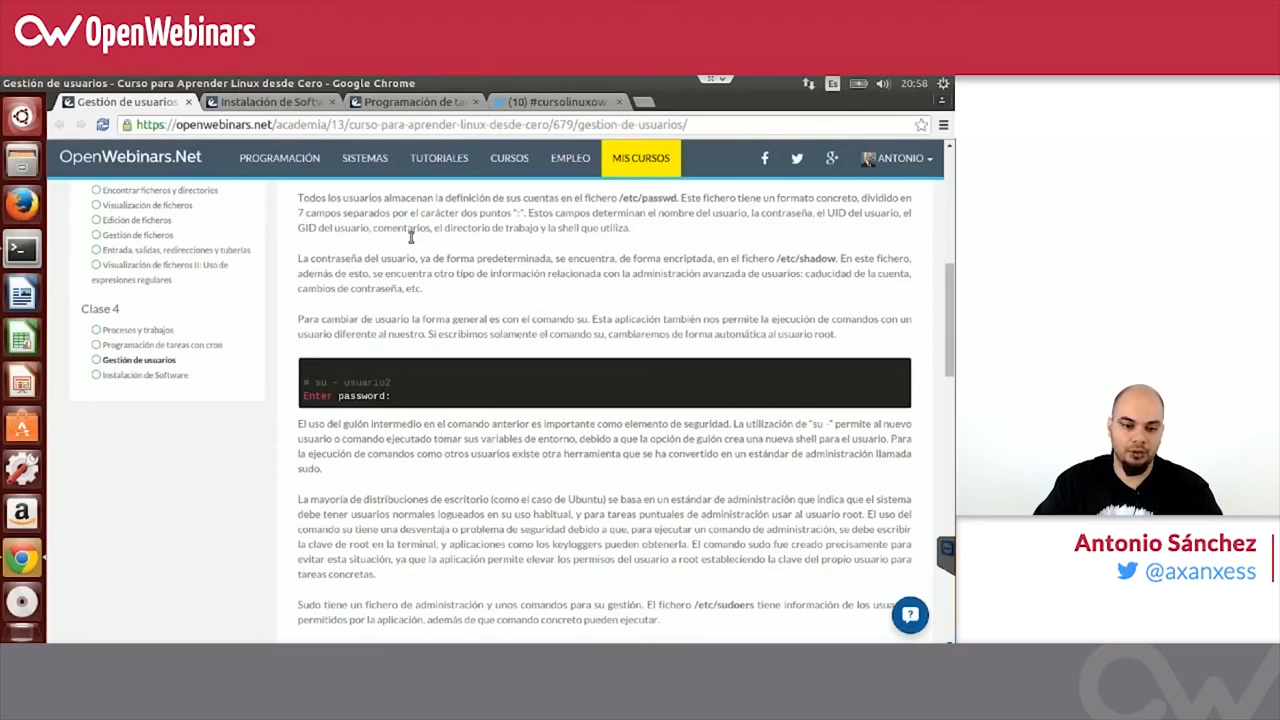 OpenWebinars
Gestión de usuarios - Curso para Aprender Linux desde Cero - Google Chrome
Es
20:58
Gestión de usuarios
Instalación de Softw
Programación de ta
(10) #cursolinuxow
https://openwebinars.net/academia/13/curso-para-aprender-linux-desde-cero/679/gestion-de-usuarios/
OpenWebinars.Net
PROGRAMACIÓN
SISTEMAS
TUTORIALES
CURSOS
EMPLEO
MIS CURSOS
ANTONIO
Encontrar ficheros y directorios
Visualización de ficheros
Edición de ficheros
Gestión de ficheros
Entrada, salidas, redirecciones y tuberías
Visualización de ficheros II: Uso de
expresiones regulares
Clase 4
Procesos y trabajos
Programación de tareas con cron
Gestión de usuarios
Instalación de Software
Todos los usuarios almacenan la definición de sus cuentas en el fichero /etc/passwd. Este fichero tiene un formato concreto, dividido en
7 campos separados por el carácter dos puntos ":". Estos campos determinan el nombre del usuario, la contraseña, el UID del usuario, el
GID del usuario, comentarios, el directorio de trabajo y la shell que utiliza.
La contraseña del usuario, ya de forma predeterminada, se encuentra, de forma encriptada, en el fichero /etc/shadow. En este fichero,
además de esto, se encuentra otro tipo de información relacionada con la administración avanzada de usuarios: caducidad de la cuenta,
cambios de contraseña, etc.
Para cambiar de usuario la forma general es con el comando su. Esta aplicación también nos permite la ejecución de comandos con un
usuario diferente al nuestro. Si escribimos solamente el comando su, cambiaremos de forma automática al usuario root.
# su - usuario2
Enter password:
El uso del guión intermedio en el comando anterior es importante como elemento de seguridad. La utilización de "su -" permite al nuevo
usuario o comando ejecutado tomar sus variables de entorno, debido a que la opción de guión crea una nueva shell para el usuario. Para
la ejecución de comandos como otros usuarios existe otra herramienta que se ha convertido en un estándar de administración llamada
sudo.
La mayoría de distribuciones de escritorio (como el caso de Ubuntu) se basa en un estándar de administración que indica que el sistema
debe tener usuarios normales logueados en su uso habitual, y para tareas puntuales de administración usar al usuario root. El uso del
comando su tiene una desventaja o problema de seguridad debido a que, para ejecutar un comando de administración, se debe escribir
la clave de root en la terminal, y aplicaciones como los keyloggers pueden obtenerla. El comando sudo fue creado precisamente para
evitar esta situación, ya que la aplicación permite elevar los permisos del usuario a root estableciendo la clave del propio usuario para
tareas concretas.
Sudo tiene un fichero de administración y unos comandos para su gestión. El fichero /etc/sudoers tiene información de los usua
permitidos por la aplicación, además de que comando concreto pueden ejecutar.
Antonio Sánchez
@axanxess